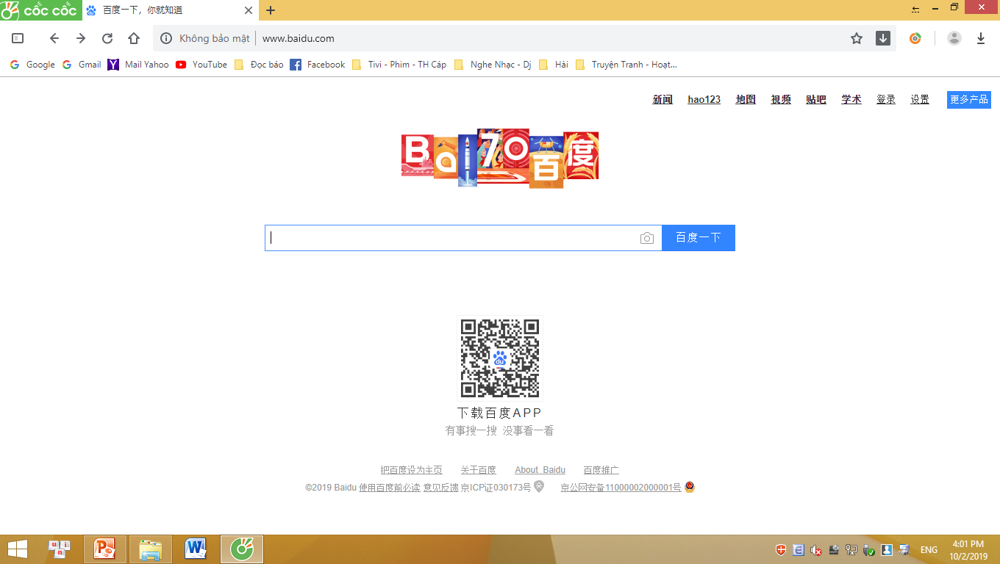 cốc cốc 百度一下，你就知道
Không bảo mật www.baidu.com
Google Gmail Mail Yahoo YouTube Đọc báo Facebook Tivi - Phim - TH Cáp Nghe Nhạc - Dj Hài Truyện Tranh - Hoạt...
新闻 hao123 地图 视频 贴吧 学术 登录 设置 更多产品
Bai70百度
百度一下
du
下载百度APP
有事搜一搜 没事看一看
把百度设为主页 关于百度 About Baidu 百度推广
©2019 Baidu 使用百度前必读 意见反馈 京ICP证030173号 京公网安备11000002000001号
ENG 4:01 PM
10/2/2019